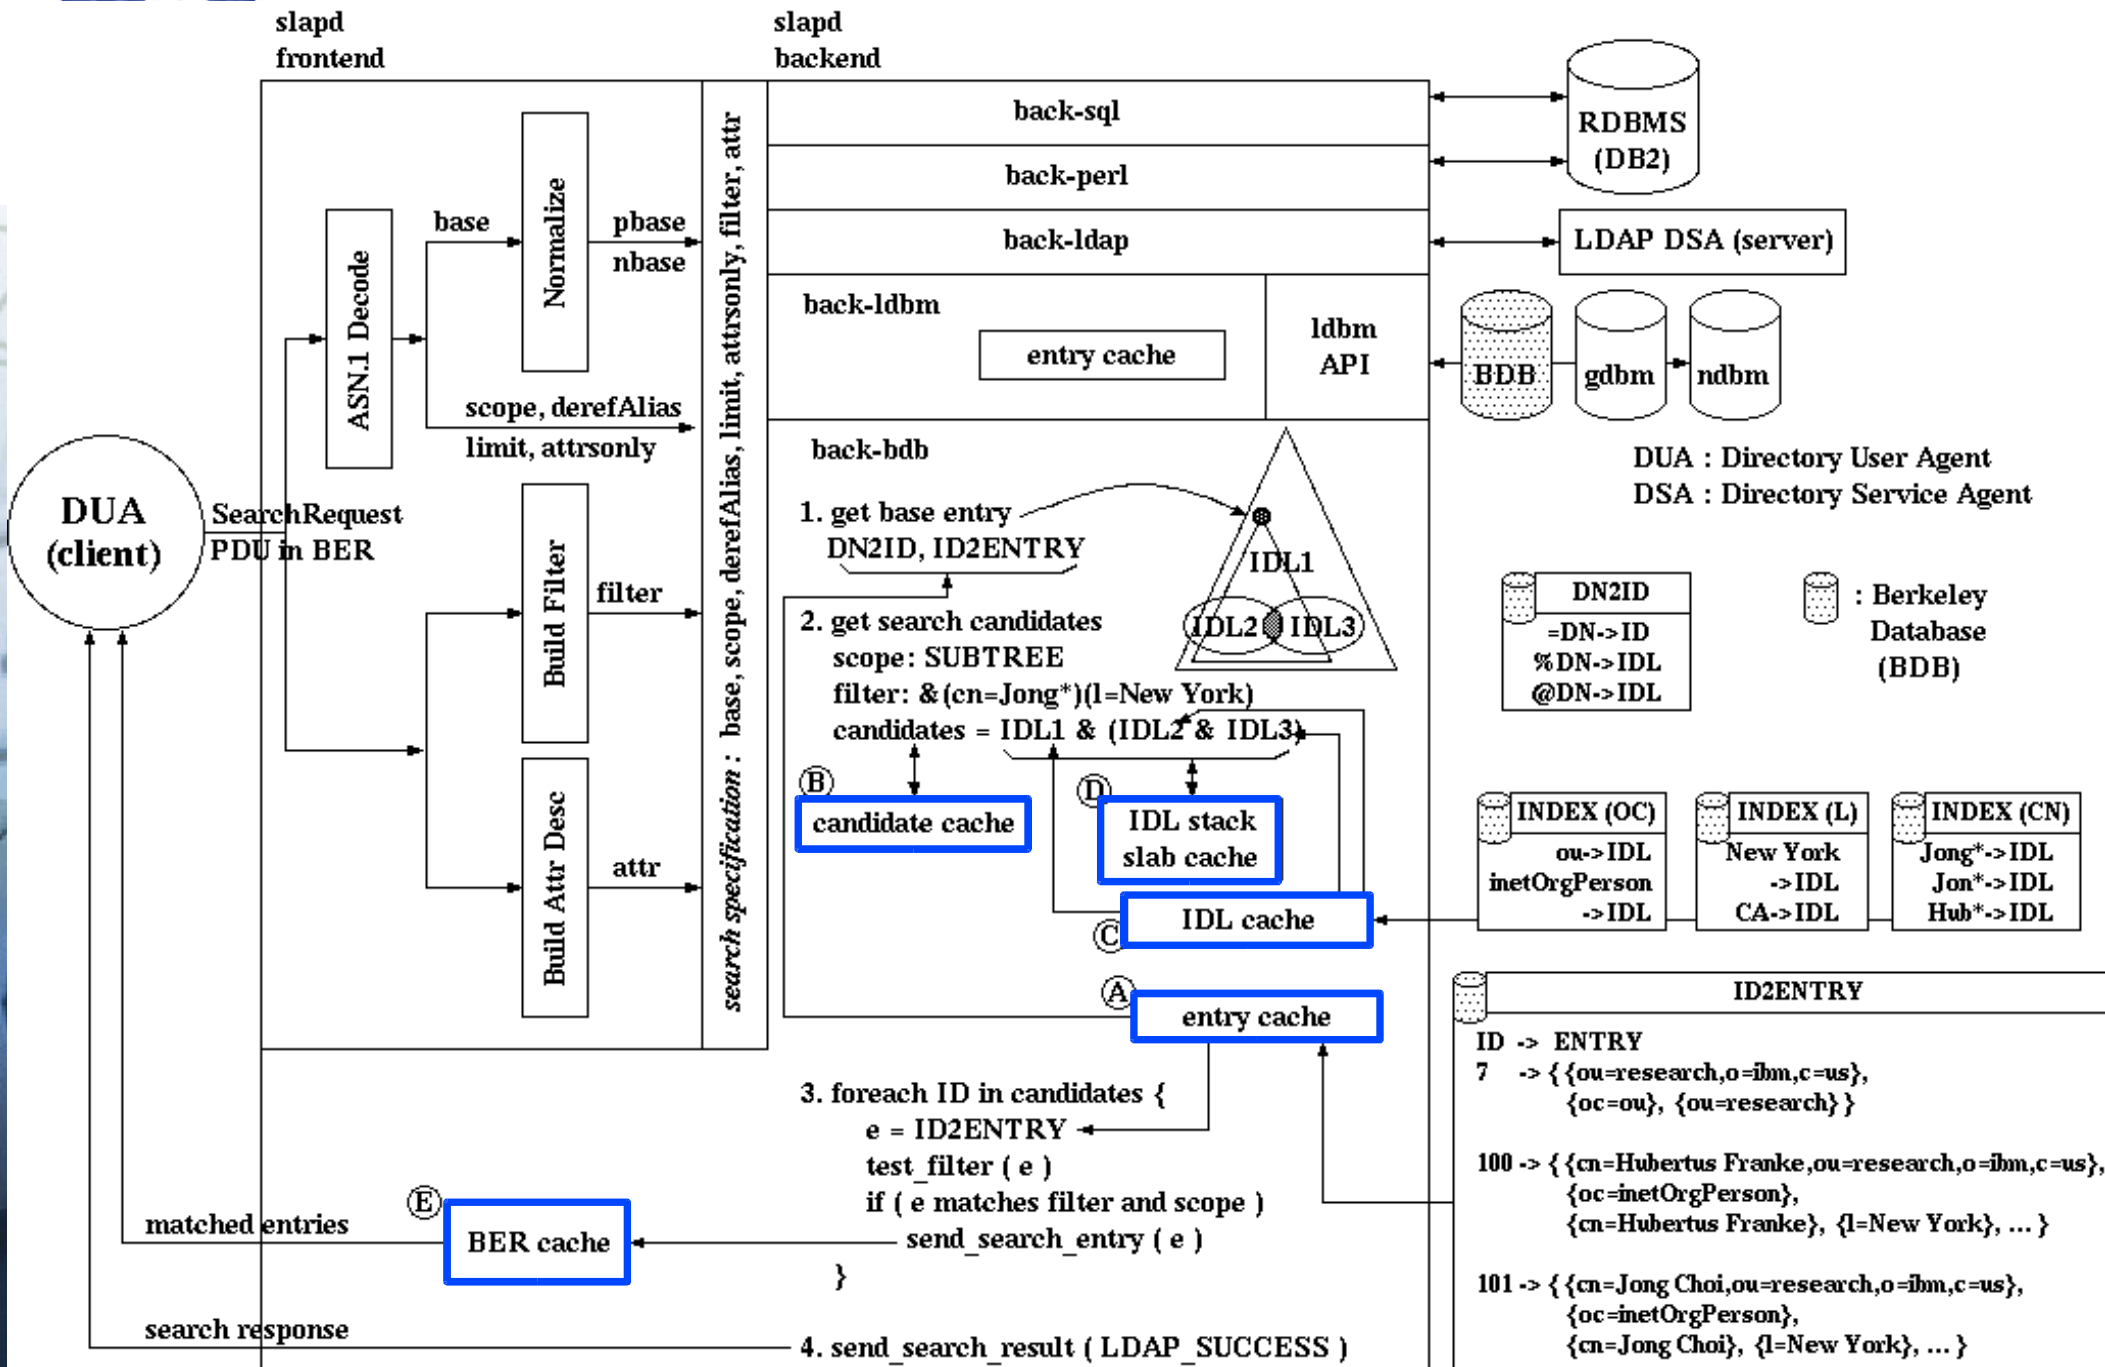 slapd
frontend
slapd
backend
back-sql
back-perl
back-ldap
back-ldbm
entry cache
ldbm
API
RDBMS
(DB2)
LDAP DSA (server)
BDB
gdbm
ndbm
DUA : Directory User Agent
DSA : Directory Service Agent
DUA
(client)
SearchRequest
PDU in BER
ASN.1 Decode
base
Normalize
pbase
nbase
scope, derefAlias
limit, attrsonly
Build Filter
filter
Build Attr Desc
attr
search specification : base, scope, derefAlias, limit, attrsonly, filter, attr
back-bdb
1. get base entry
DN2ID, ID2ENTRY
IDL1
IDL2
IDL3
2. get search candidates
scope: SUBTREE
filter: &(cn=Jong*)(l=New York)
candidates = IDL1 & (IDL2 & IDL3)
B
candidate cache
D
IDL stack
slab cache
C
IDL cache
A
entry cache
3. foreach ID in candidates {
e = ID2ENTRY
test_filter ( e )
if ( e matches filter and scope )
send_search_entry ( e )
}
E
BER cache
matched entries
search response
4. send_search_result ( LDAP_SUCCESS )
DN2ID
=DN->ID
%DN->IDL
@DN->IDL
: Berkeley
Database
(BDB)
INDEX (OC)
ou->IDL
inetOrgPerson
->IDL
INDEX (L)
New York
->IDL
CA->IDL
INDEX (CN)
Jong*->IDL
Jon*->IDL
Hub*->IDL
ID2ENTRY
ID -> ENTRY
7 -> { {ou=research,o=ibm,c=us},
{oc=ou}, {ou=research} }
100 -> { {cn=Hubertus Franke,ou=research,o=ibm,c=us},
{oc=inetOrgPerson},
{cn=Hubertus Franke}, {l=New York}, ... }
101 -> { {cn=Jong Choi,ou=research,o=ibm,c=us},
{oc=inetOrgPerson},
{cn=Jong Choi}, {l=New York}, ... }